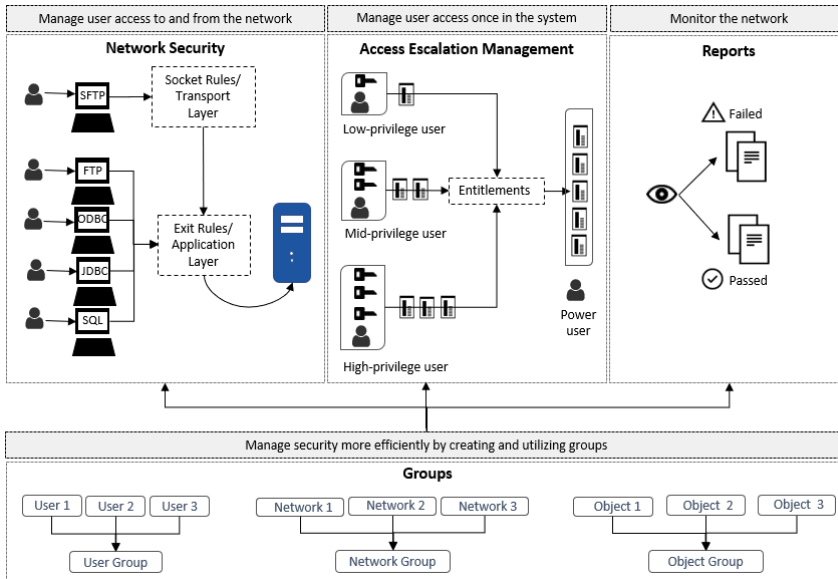 Manage user access to and from the network
Manage user access once in the system
Monitor the network
Network Security
Access Escalation Management
Reports
SFTP
Socket Rules/
Transport
Layer
FTP
ODBC
JDBC
SQL
Exit Rules/
Application
Layer
Low-privilege user
Mid-privilege user
High-privilege user
Entitlements
Power
user
Failed
Passed
Manage security more efficiently by creating and utilizing groups
Groups
User 1
User 2
User 3
User Group
Network 1
Network 2
Network 3
Network Group
Object 1
Object 2
Object 3
Object Group